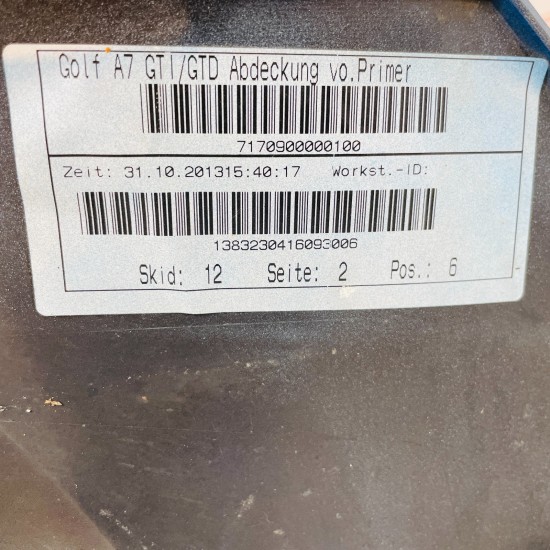 Golf A7 GTI/GTD Abdeckung vo.Primer
7170900000100
Zeit: 31.10.201315:40:17 Workst.-ID:
1383230416093006
Skid: 12 Seite: 2 Pos.: 6